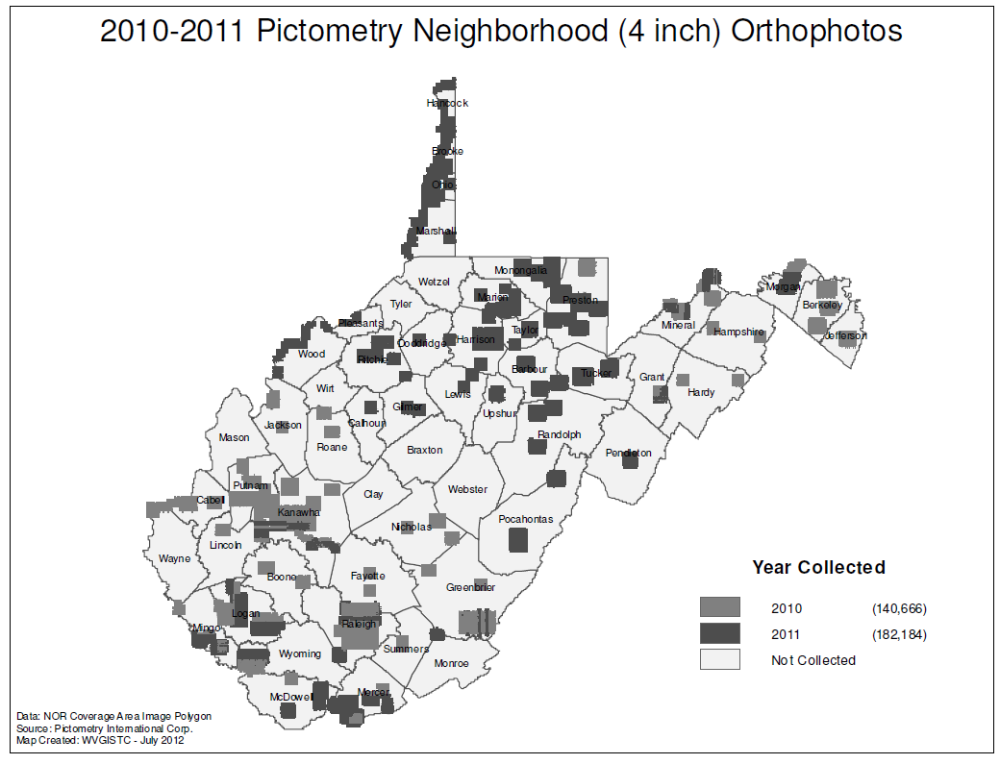 2010-2011 Pictometry Neighborhood (4 inch) Orthophotos
Hancock
Brooke
Ohio
Marshall
Wetzel
Monongalia
Tyler
Marion
Preston
Pleasants
Doddridge
Harrison
Taylor
Mineral
Hampshire
Morgan
Berkeley
Jefferson
Wood
Ritchie
Barbour
Tucker
Grant
Hardy
Wirt
Lewis
Gilmer
Upshur
Jackson
Calhoun
Randolph
Mason
Roane
Braxton
Pendleton
Putnam
Clay
Webster
Cabell
Kanawha
Nicholas
Pocahontas
Wayne
Lincoln
Boone
Fayette
Greenbrier
Logan
Mingo
Raleigh
Summers
Wyoming
Monroe
McDowell
Mercer
Year Collected
2010 (140,666)
2011 (182,184)
Not Collected
Data: NOR Coverage Area Image Polygon
Source: Pictometry International Corp.
Map Created: WVGISTC - July 2012